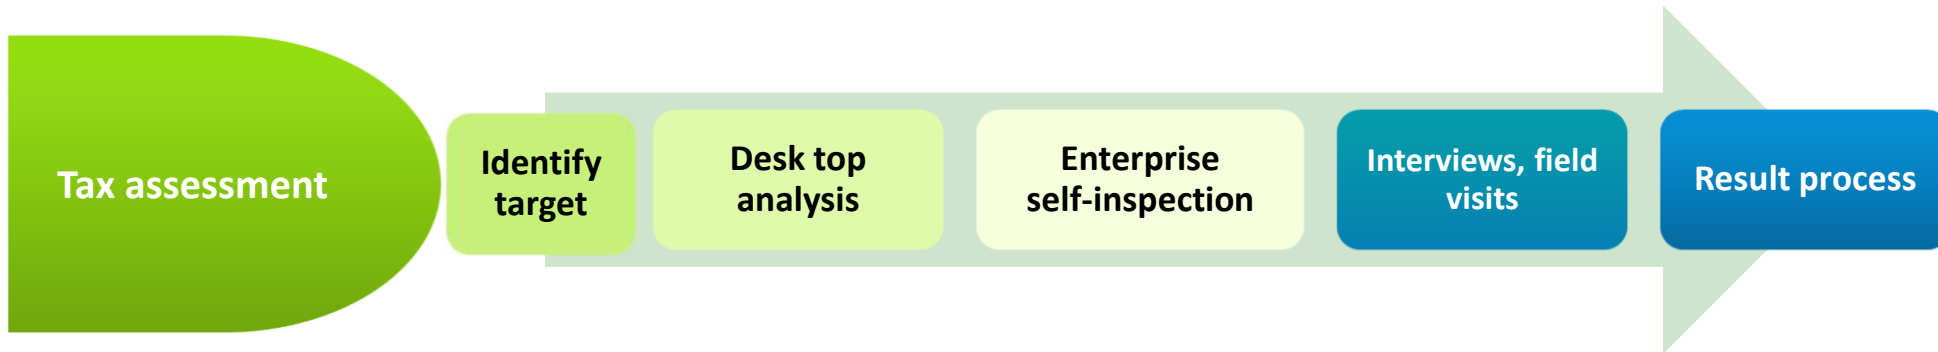 Tax assessment
Identify
target
Desk top
analysis
Enterprise
self-inspection
Interviews, field
visits
Result process